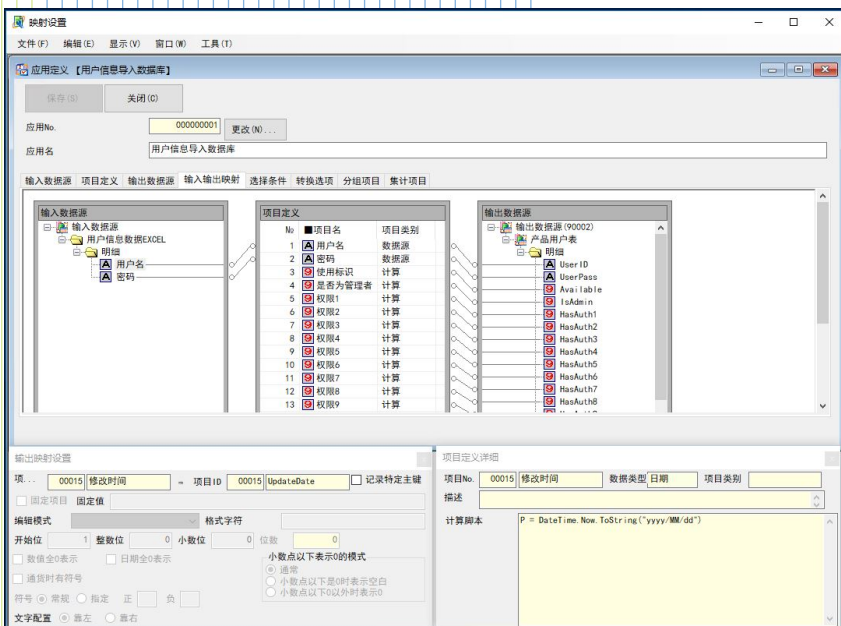 映射设置
文件(F) 编辑(E) 显示(V) 窗口(W) 工具(T)
应用定义 【用户信息导入数据库】
保存(S) 关闭(C)
应用No. 000000001 更改(N)...
应用名 用户信息导入数据库
输入数据源 项目定义 输出数据源 输入输出映射 选择条件 转换选项 分组项目 集计项目
输入数据源
输入数据源
用户信息数据EXCEL
明细
A 用户名
A 密码
项目定义
No ■项目名 项目类别
1 A 用户名 数据源
2 A 密码 数据源
3 9 使用标识 计算
4 9 是否为管理者 计算
5 9 权限1 计算
6 9 权限2 计算
7 9 权限3 计算
8 9 权限4 计算
9 9 权限5 计算
10 9 权限6 计算
11 9 权限7 计算
12 9 权限8 计算
13 9 权限9 计算
输出数据源
输出数据源(90002)
产品用户表
明细
A UserID
A UserPass
9 Available
9 IsAdmin
9 HasAuth1
9 HasAuth2
9 HasAuth3
9 HasAuth4
9 HasAuth5
9 HasAuth6
9 HasAuth7
9 HasAuth8
输出映射设置
项... 00015 修改时间 → 项目ID 00015 UpdateDate 记录特定主键
固定项目 固定值
编辑模式 格式字符
开始位 1 整数位 0 小数位 0 位数 0
数值全0表示 日期全0表示
通货时有符号
符号 常规 指定 正 负
文字配置 靠左 靠右
小数点以下表示0的模式
通常
小数点以下是0时表示空白
小数点以下0以外时表示0
项目定义详细
项目No. 00015 修改时间 数据类型 日期 项目类别
描述
计算脚本 P = DateTime.Now.ToString("yyyy/MM/dd")